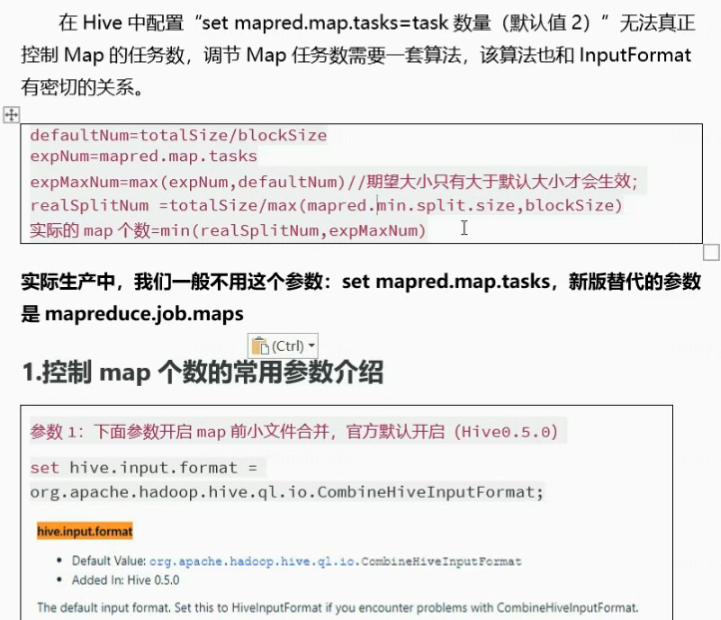 在 Hive 中配置“set mapred.map.tasks=task 数量（默认值 2）”无法真正
控制 Map 的任务数，调节 Map 任务数需要一套算法，该算法也和 InputFormat
有密切的关系。
defaultNum=totalSize/blockSize
expNum=mapred.map.tasks
expMaxNum=max(expNum,defaultNum)//期望大小只有大于默认大小才会生效；
realSplitNum =totalSize/max(mapred.min.split.size,blockSize)
实际的 map 个数=min(realSplitNum,expMaxNum)
实际生产中，我们一般不用这个参数：set mapred.map.tasks，新版替代的参数
是 mapreduce.job.maps
(Ctrl)
1.控制 map 个数的常用参数介绍
参数 1：下面参数开启 map 前小文件合并，官方默认开启（Hive0.5.0）
set hive.input.format =
org.apache.hadoop.hive.ql.io.CombineHiveInputFormat;
hive.input.format
• Default Value: org.apache.hadoop.hive.ql.io.CombineHiveInputFormat
• Added In: Hive 0.5.0
The default input format. Set this to HiveInputFormat if you encounter problems with CombineHiveInputFormat.